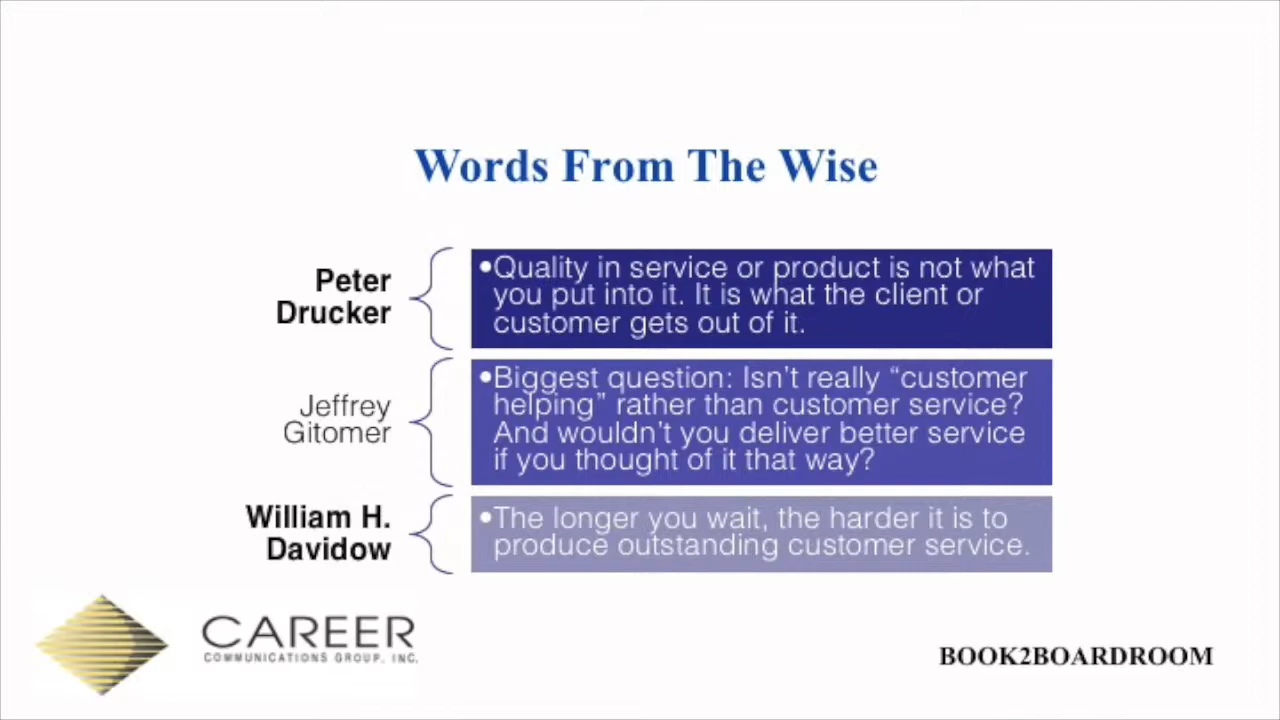 Words From The Wise
Peter
Drucker
•Quality in service or product is not what
you put into it. It is what the client or
customer gets out of it.
Jeffrey
Gitomer
•Biggest question: Isn’t really “customer
helping” rather than customer service?
And wouldn’t you deliver better service
if you thought of it that way?
William H.
Davidow
•The longer you wait, the harder it is to
produce outstanding customer service.
CAREER
COMMUNICATIONS GROUP, INC.
BOOK2BOARDROOM